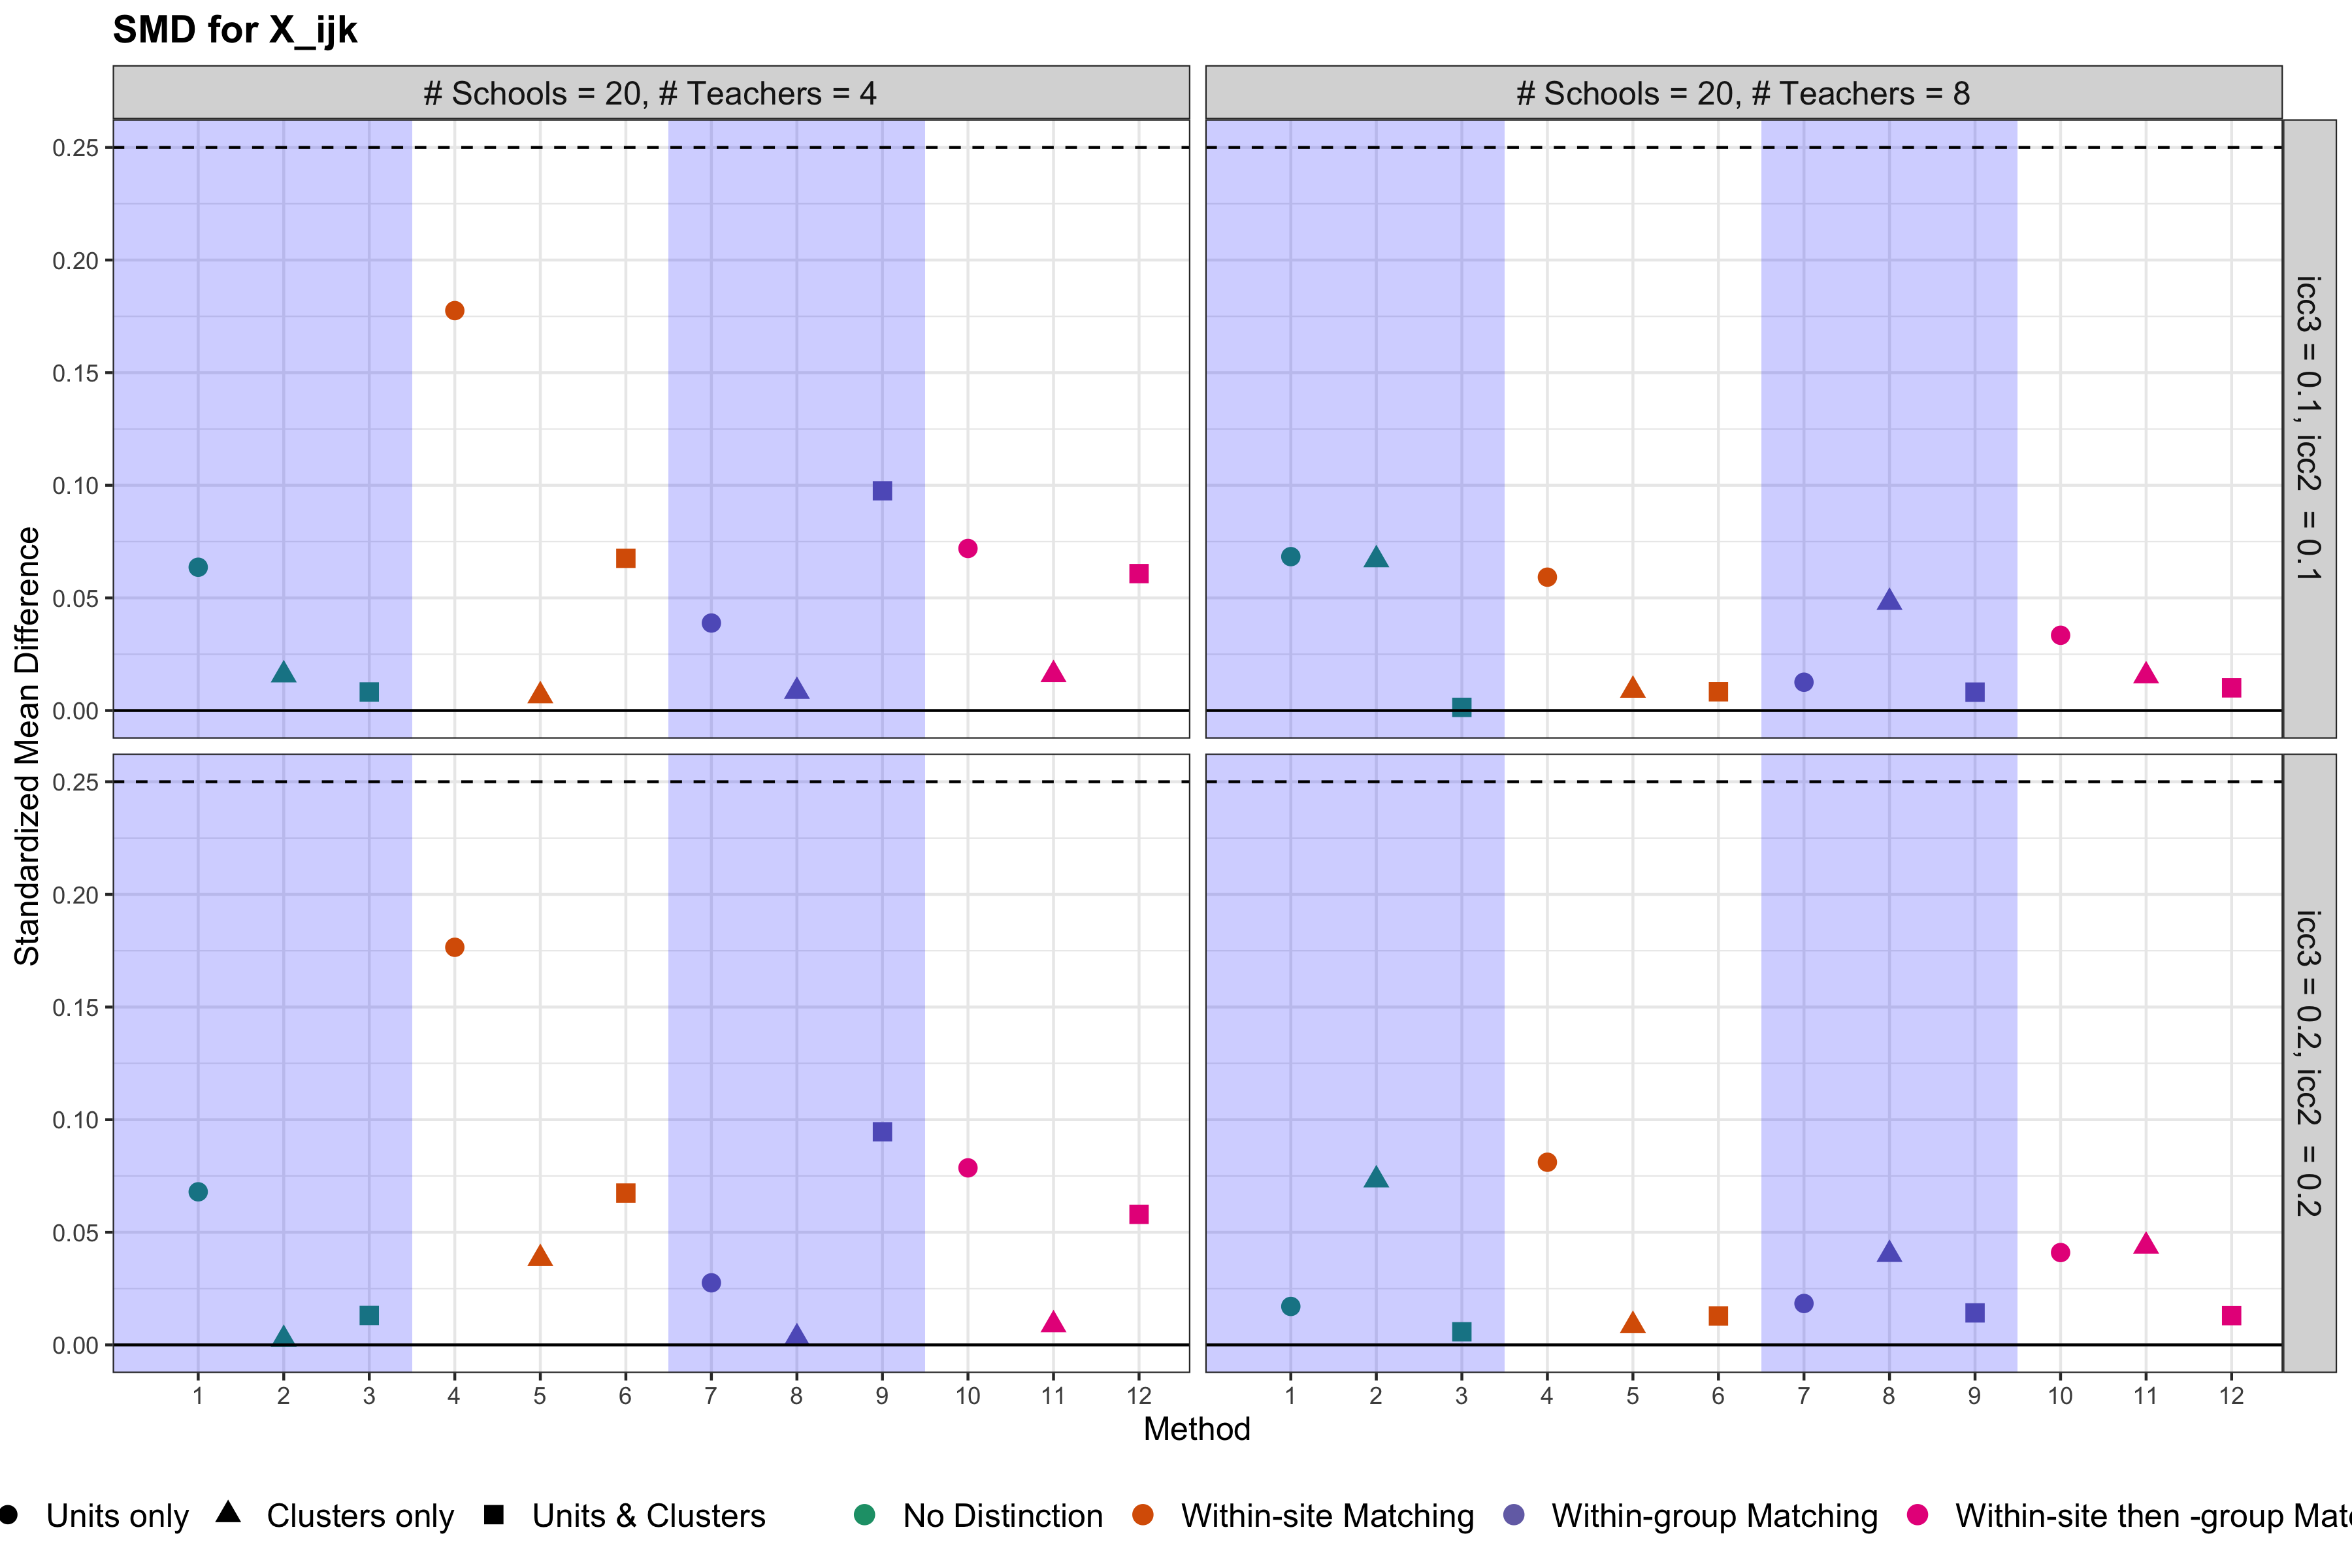 SMD for X_ijk
# Schools = 20, # Teachers = 4
# Schools = 20, # Teachers = 8
0.25
0.20
0.15
0.10
0.05
0.00
icc3 = 0.1, icc2 = 0.1
Standardized Mean Difference
0.25
0.20
0.15
0.10
0.05
0.00
icc3 = 0.2, icc2 = 0.2
1 2 3 4 5 6 7 8 9 10 11 12
1 2 3 4 5 6 7 8 9 10 11 12
Method
Units only Clusters only Units & Clusters No Distinction Within-site Matching Within-group Matching Within-site then -group